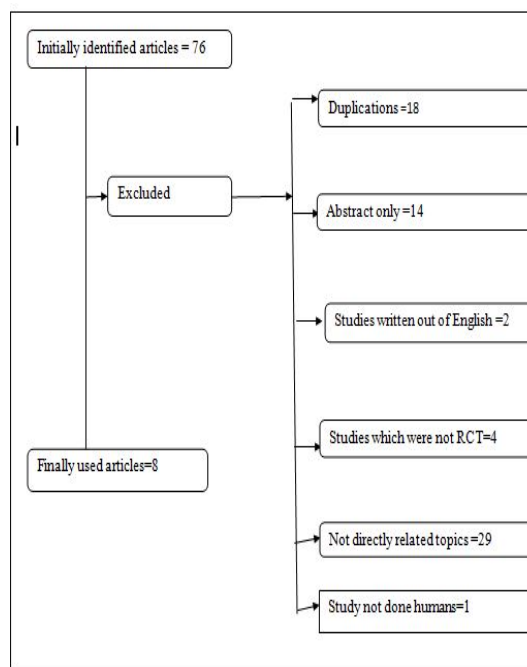 Initially identified articles = 76
Duplications =18
Excluded
Abstract only =14
Studies written out of English =2
Studies which were not RCT=4
Finally used articles=8
Not directly related topics =29
Study not done humans=1